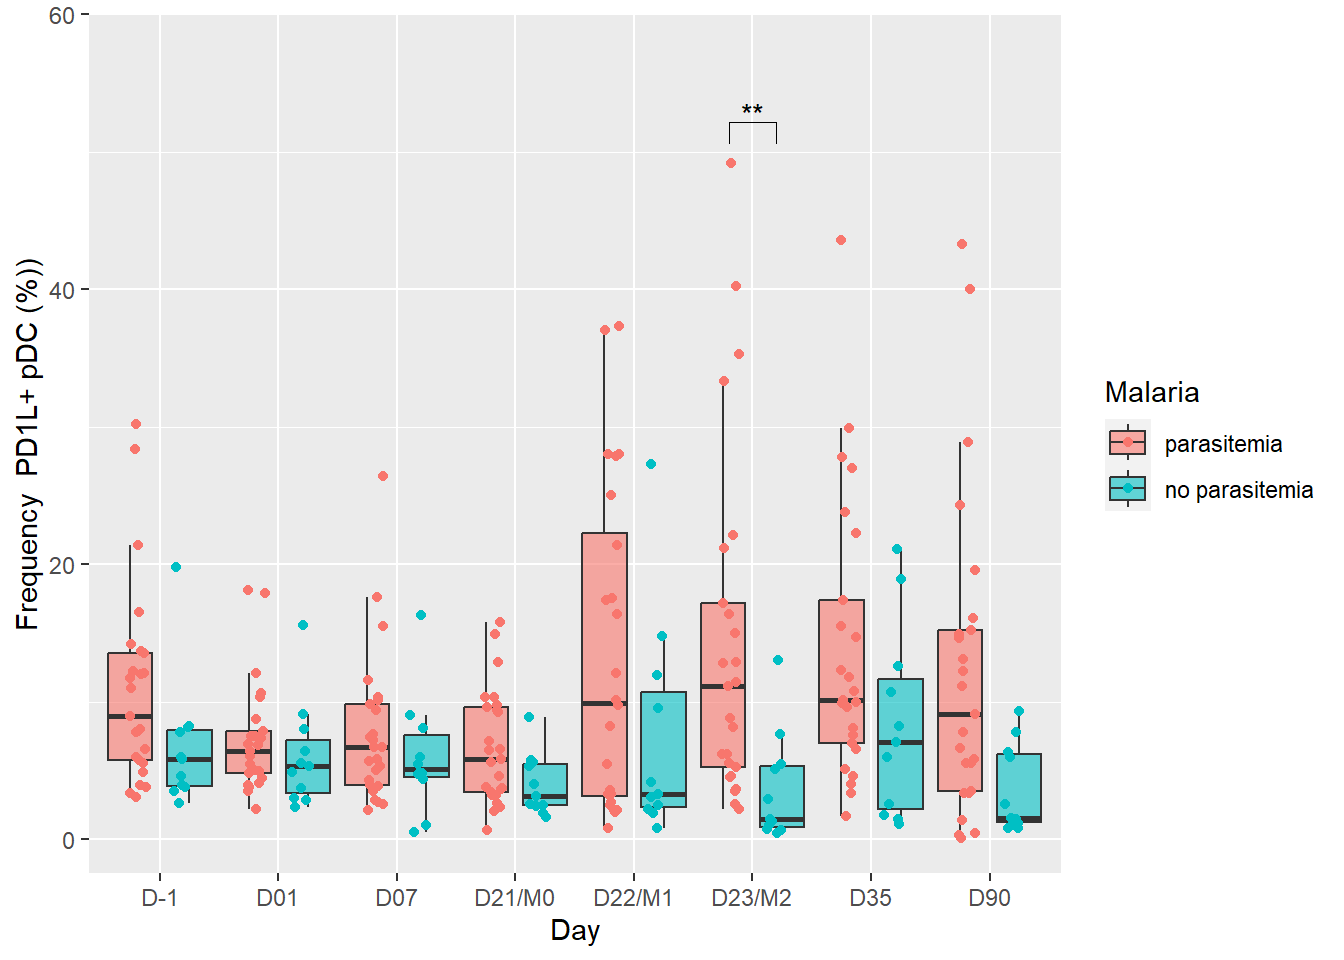 60
**
40
20
0
Frequency  PD1L+ pDC (%))
D-1
D01
D07
D21/M0
D22/M1
D23/M2
D35
D90
Day
Malaria
parasitemia
no parasitemia